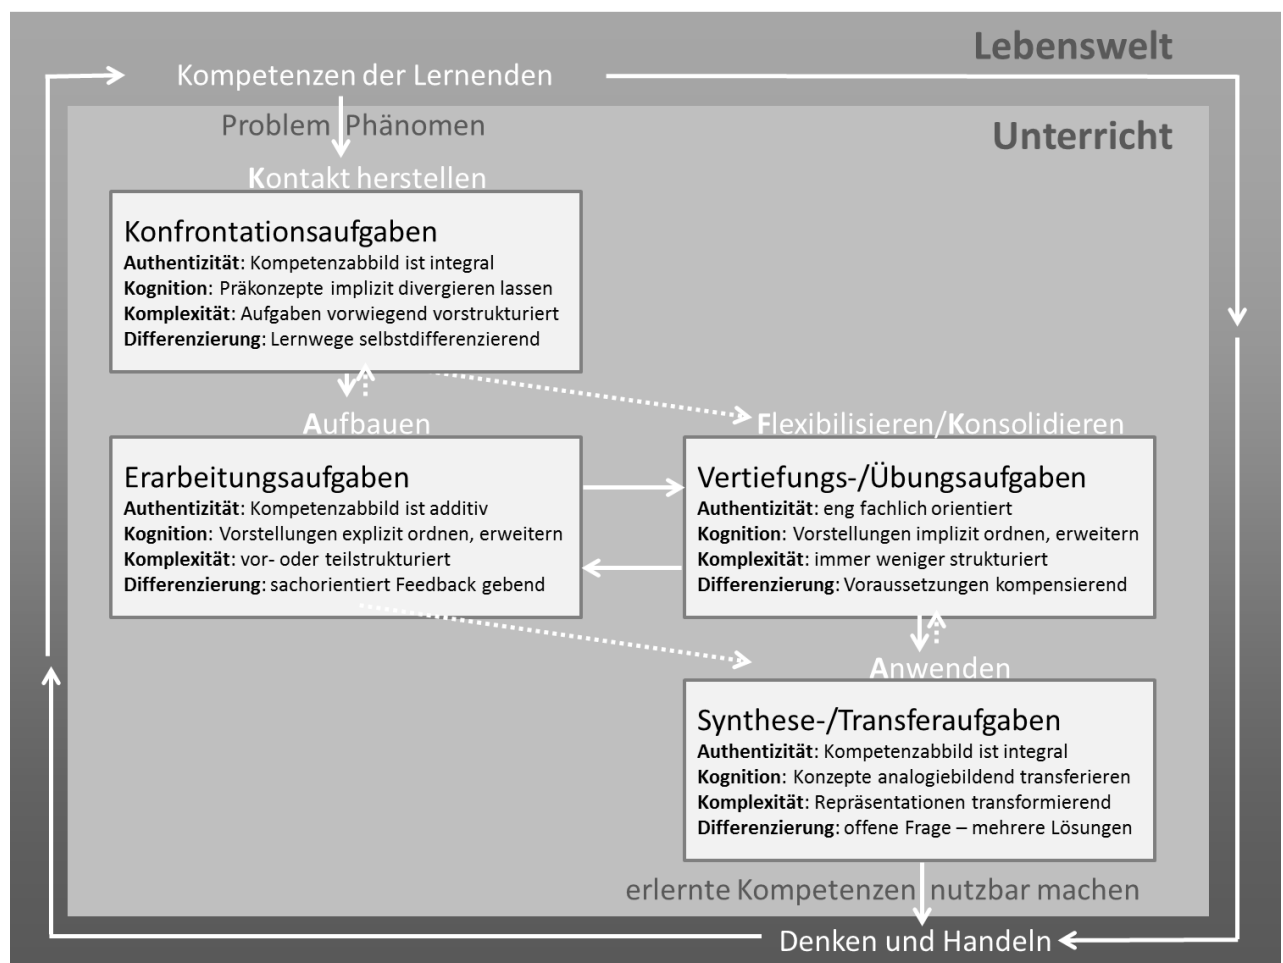 Lebenswelt
Kompetenzen der Lernenden
Problem Phänomen
Unterricht
Kontakt herstellen
Konfrontationsaufgaben
Authentizität: Kompetenzabbild ist integral
Kognition: Präkonzepte implizit divergieren lassen
Komplexität: Aufgaben vorwiegend vorstrukturiert
Differenzierung: Lernwege selbstdifferenzierend
Aufbauen
Erarbeitungsaufgaben
Authentizität: Kompetenzabbild ist additiv
Kognition: Vorstellungen explizit ordnen, erweitern
Komplexität: vor- oder teilstrukturiert
Differenzierung: sachorientiert Feedback gebend
Flexibilisieren/Konsolidieren
Vertiefungs-/Übungsaufgaben
Authentizität: eng fachlich orientiert
Kognition: Vorstellungen implizit ordnen, erweitern
Komplexität: immer weniger strukturiert
Differenzierung: Voraussetzungen kompensierend
Anwenden
Synthese-/Transferaufgaben
Authentizität: Kompetenzabbild ist integral
Kognition: Konzepte analogiebildend transferieren
Komplexität: Repräsentationen transformierend
Differenzierung: offene Frage – mehrere Lösungen
erlernte Kompetenzen nutzbar machen
Denken und Handeln